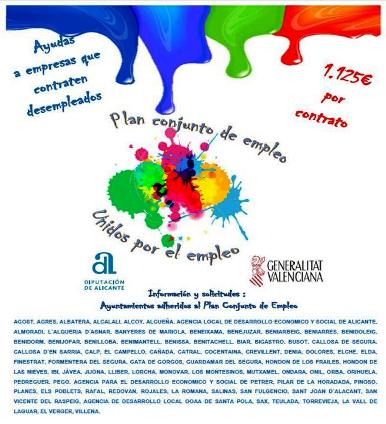 Ayudas
a empresas que
contraten
desempleados
1.125€
por
contrato
Plan conjunto de empleo
Unidos por el empleo
DIPUTACIÓN
DE ALICANTE
GENERALITAT
VALENCIANA
Información y solicitudes :
Ayuntamientos adheridos al Plan Conjunto de Empleo
AGOST, AGRES, ALBATERA, ALCALALI, ALCOY, ALGUEÑA, AGENCIA LOCAL DE DESARROLLO ECONOMICO Y SOCIAL DE ALICANTE,
ALMORADI, L'ALQUERIA D'ASNAR, BANYERES DE MARIOLA, BENEIXAMA, BENEJUZAR, BENIARBEIG, BENIARRES, BENIDOLEIG,
BENIDORM, BENIJOFAR, BENILLOBA, BENIMANTELL, BENISSA, BENITACHELL, BIAR, BIGASTRO, BUSOT, CALLOSA DE SEGURA,
CALLOSA D'EN SARRIA, CALP, EL CAMPELLO, CAÑADA, CATRAL, COCENTAINA, CREVILLENT, DENIA, DOLORES, ELCHE, ELDA,
FINESTRAT, FORMENTERA DEL SEGURA, GATA DE GORGOS, GUARDAMAR DEL SEGURA, HONDON DE LOS FRAILES, HONDON DE
LAS NIEVES, IBI, JÁVEA, JIJONA, LLIBER, LORCHA, MONOVAR, LOS MONTESINOS, MUTXAMEL, ONDARA, ONIL, ORBA, ORIHUELA,
PEDREGUER, PEGO, AGENCIA PARA EL DESARROLLO ECONOMICO Y SOCIAL DE PETRER, PILAR DE LA HORADADA, PINOSO,
PLANES, ELS POBLETS, RAFAL, REDOVAN, ROJALES, LA ROMANA, SALINAS, SAN FULGENCIO, SANT JOAN D'ALACANT, SAN
VICENTE DEL RASPEIG, AGENCIA DE DESARROLLO LOCAL OOAA DE SANTA POLA, SAX, TEULADA, TORREVIEJA, LA VALL DE
LAGUAR, EL VERGER, VILLENA.